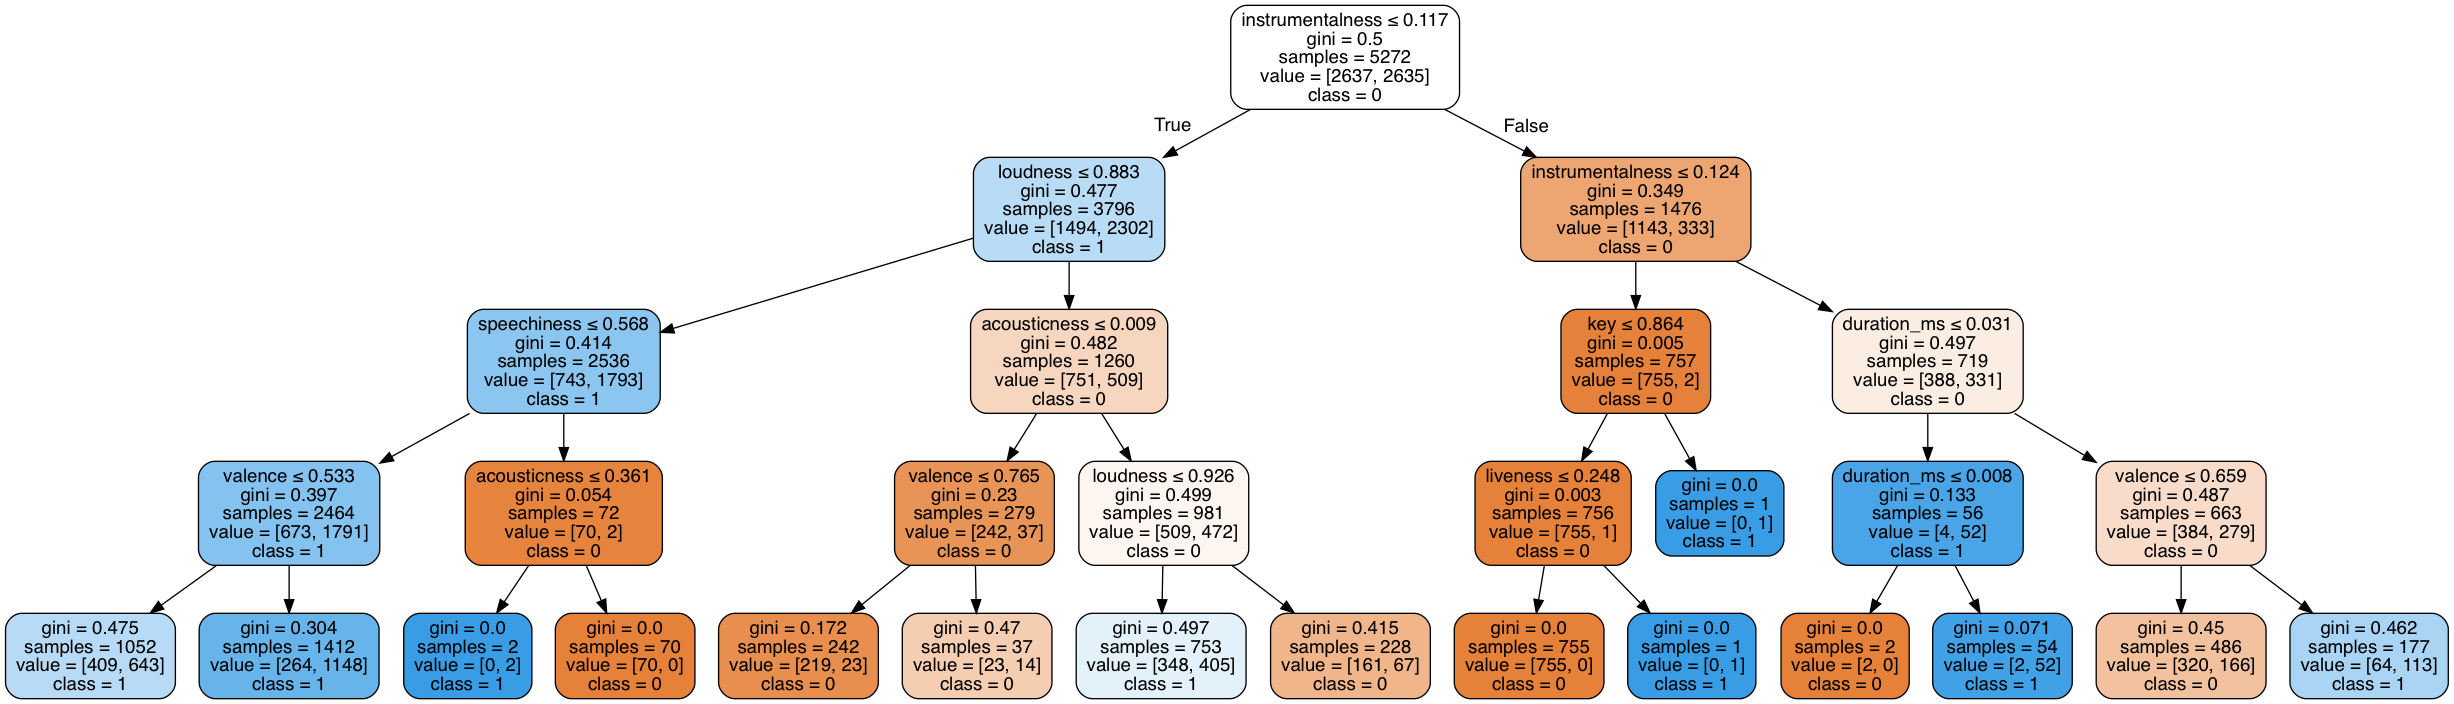 instrumentalness ≤ 0.117
gini = 0.5
samples = 5272
value = [2637, 2635]
class = 0
True
False
loudness ≤ 0.883
gini = 0.477
samples = 3796
value = [1494, 2302]
class = 1
instrumentalness ≤ 0.124
gini = 0.349
samples = 1476
value = [1143, 333]
class = 0
speechiness ≤ 0.568
gini = 0.414
samples = 2536
value = [743, 1793]
class = 1
acousticness ≤ 0.009
gini = 0.482
samples = 1260
value = [751, 509]
class = 0
key ≤ 0.864
gini = 0.005
samples = 757
value = [755, 2]
class = 0
duration_ms ≤ 0.031
gini = 0.497
samples = 719
value = [388, 331]
class = 0
valence ≤ 0.533
gini = 0.397
samples = 2464
value = [673, 1791]
class = 1
acousticness ≤ 0.361
gini = 0.054
samples = 72
value = [70, 2]
class = 0
valence ≤ 0.765
gini = 0.23
samples = 279
value = [242, 37]
class = 0
loudness ≤ 0.926
gini = 0.499
samples = 981
value = [509, 472]
class = 0
liveness ≤ 0.248
gini = 0.003
samples = 756
value = [755, 1]
class = 0
gini = 0.0
samples = 1
value = [0, 1]
class = 1
duration_ms ≤ 0.008
gini = 0.133
samples = 56
value = [4, 52]
class = 1
valence ≤ 0.659
gini = 0.487
samples = 663
value = [384, 279]
class = 0
gini = 0.475
samples = 1052
value = [409, 643]
class = 1
gini = 0.304
samples = 1412
value = [264, 1148]
class = 1
gini = 0.0
samples = 2
value = [0, 2]
class = 1
gini = 0.0
samples = 70
value = [70, 0]
class = 0
gini = 0.172
samples = 242
value = [219, 23]
class = 0
gini = 0.47
samples = 37
value = [23, 14]
class = 0
gini = 0.497
samples = 753
value = [348, 405]
class = 1
gini = 0.415
samples = 228
value = [161, 67]
class = 0
gini = 0.0
samples = 755
value = [755, 0]
class = 0
gini = 0.0
samples = 1
value = [0, 1]
class = 1
gini = 0.0
samples = 2
value = [2, 0]
class = 0
gini = 0.071
samples = 54
value = [2, 52]
class = 1
gini = 0.45
samples = 486
value = [320, 166]
class = 0
gini = 0.462
samples = 177
value = [64, 113]
class = 1